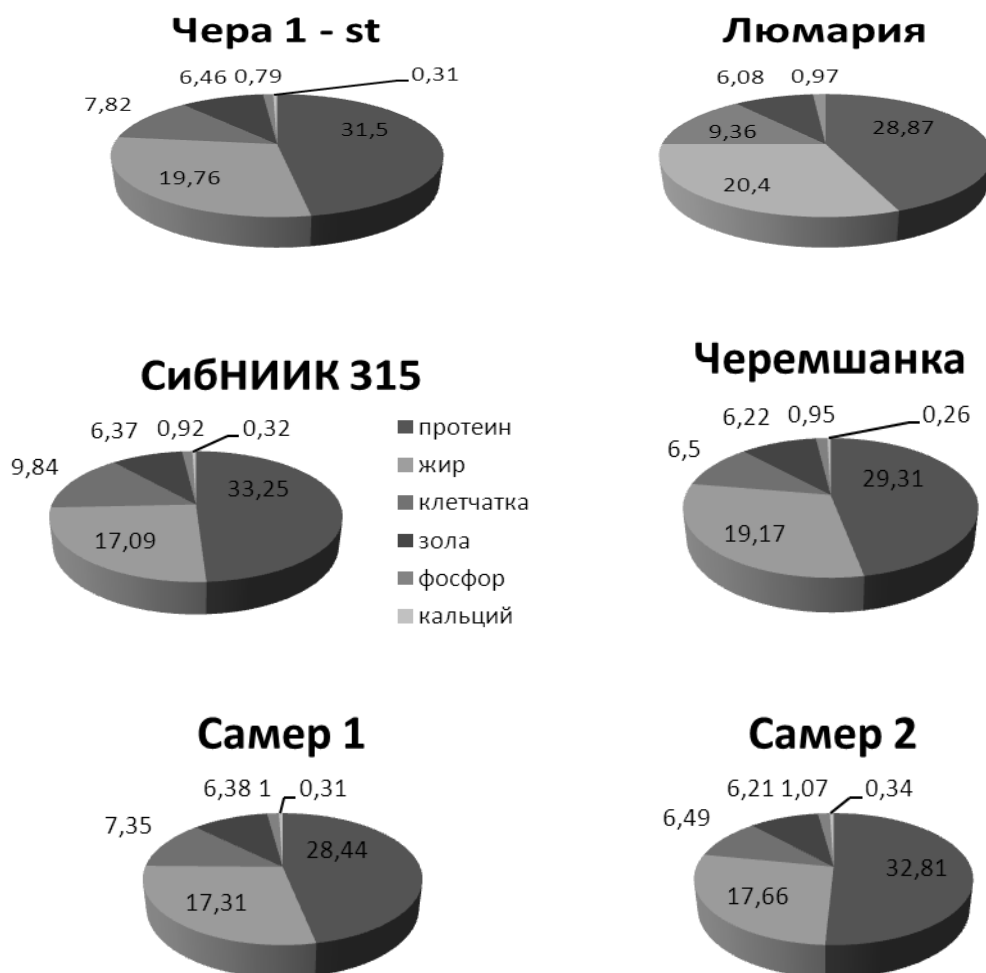 Чера 1 - st
6,46 0,79 0,31
7,82
31,5
19,76
Люмария
6,08 0,97
9,36 28,87
20,4
СибНИИК 315
6,37 0,92 0,32
9,84
33,25
17,09
протеин
жир
клетчатка
зола
фосфор
кальций
Черемшанка
6,22 0,95 0,26
6,5
29,31
19,17
Самер 1
6,38 1 0,31
7,35
28,44
17,31
Самер 2
6,21 1,07 0,34
6,49
32,81
17,66